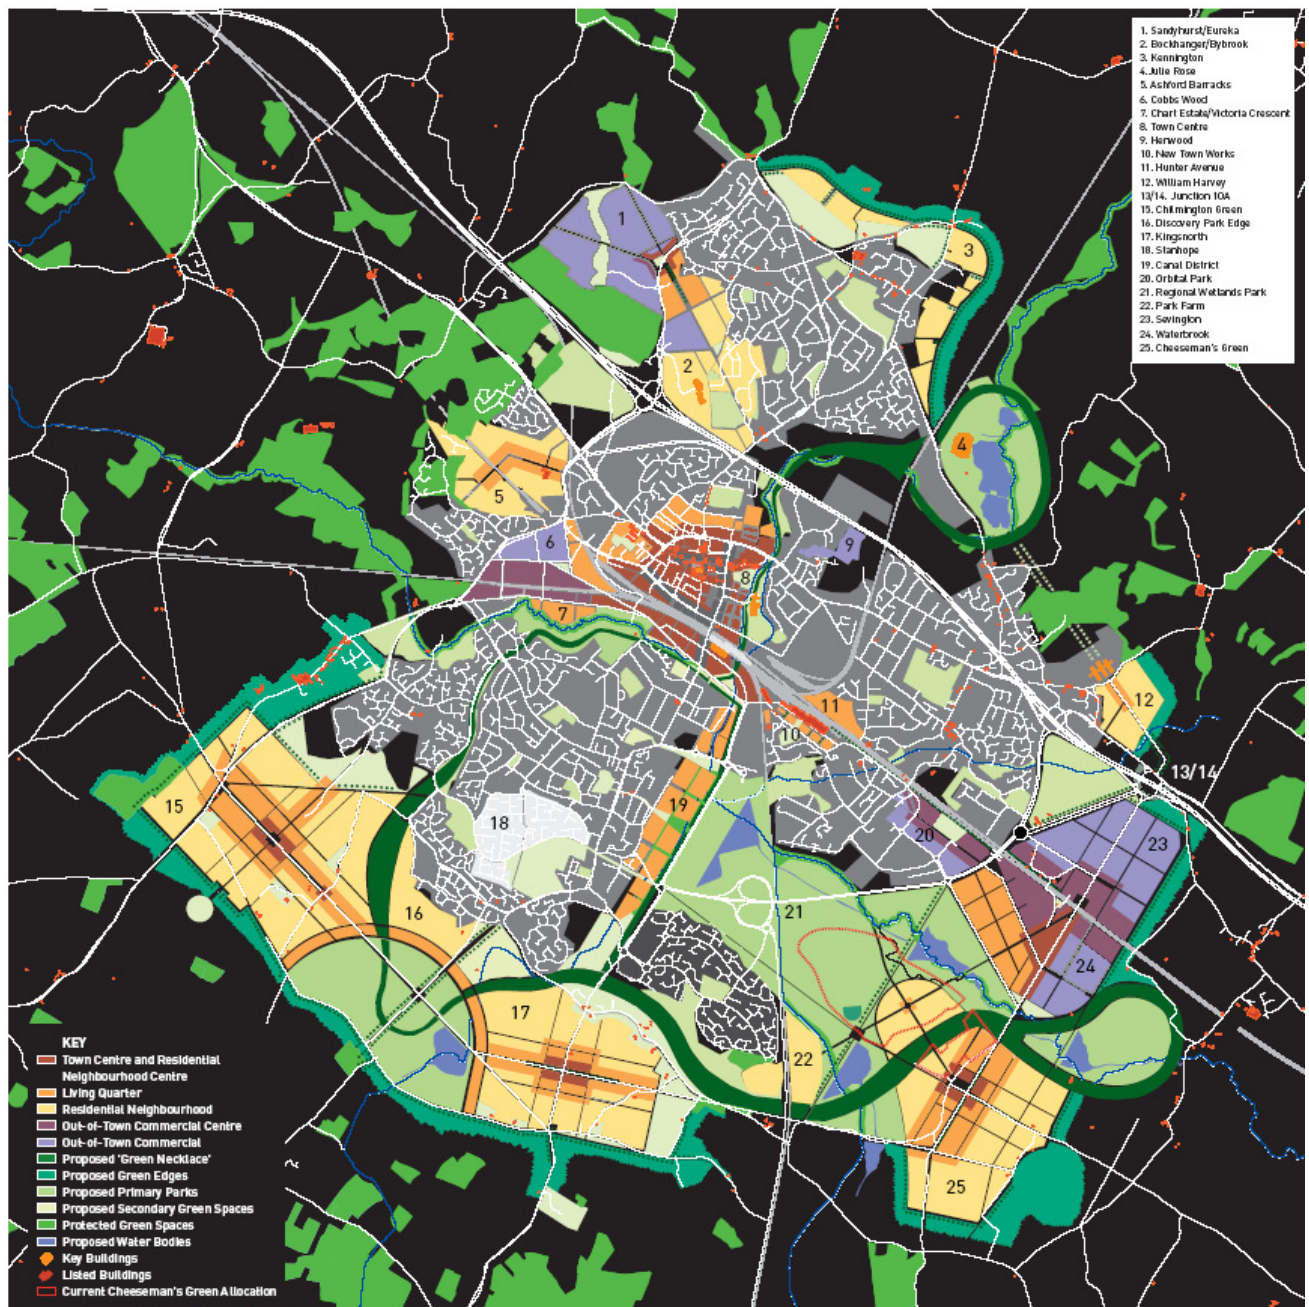 1. Sandyhurst/Eureka
2. Bockhanger/Bybrook
3. Kennington
4. Julie Rose
5. Ashford Barracks
6. Cobbs Wood
7. Chart Estate/Victoria Crescent
8. Town Centre
9. Henwood
10. New Town Works
11. Hunter Avenue
12. William Harvey
13/14. Junction 10A
15. Chilmington Green
16. Discovery Park Edge
17. Kingsnorth
18. Stanhope
19. Canal District
20. Orbital Park
21. Regional Wetlands Park
22. Park Farm
23. Sevington
24. Waterbrook
25. Cheeseman's Green
1
3
2
4
5
6
9
8
7
12
11
10
13/14
15
19
18
20
23
16
21
24
17
22
25
KEY
Town Centre and Residential
Neighbourhood Centre
Living Quarter
Residential Neighbourhood
Out-of-Town Commercial Centre
Out-of-Town Commercial
Proposed 'Green Necklace'
Proposed Green Edges
Proposed Primary Parks
Proposed Secondary Green Spaces
Protected Green Spaces
Proposed Water Bodies
Key Buildings
Listed Buildings
Current Cheeseman's Green Allocation